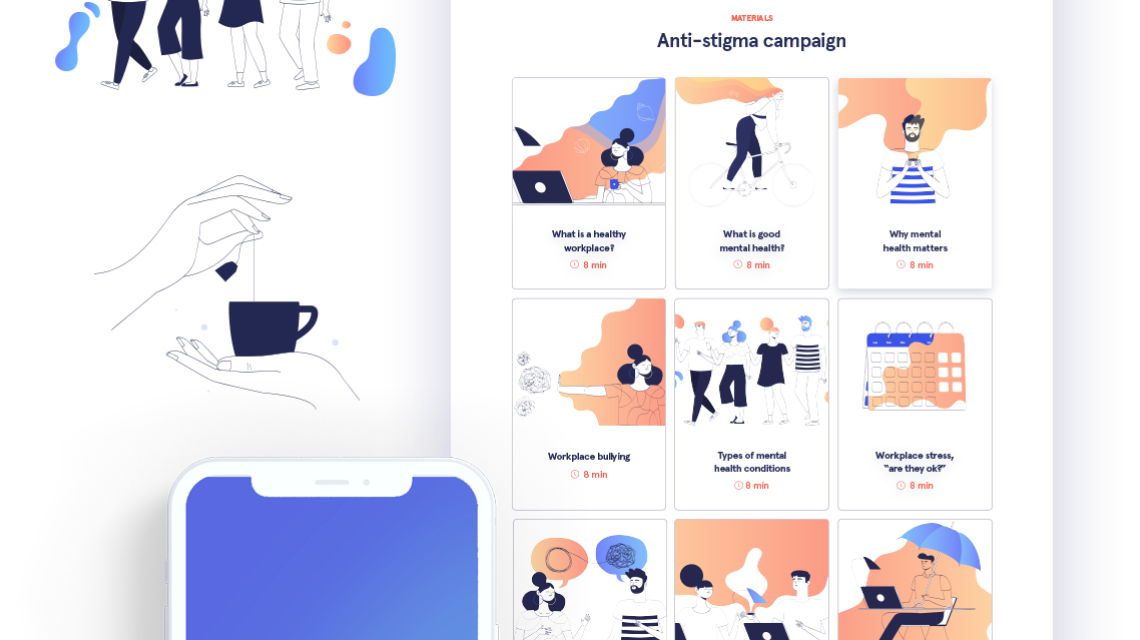 MATERIALS
Anti-stigma campaign
What is a healthy
workplace?
8 min
What is good
mental health?
8 min
Why mental
health matters
8 min
Workplace bullying
8 min
Types of mental
health conditions
8 min
Workplace stress,
“are they ok?”
8 min